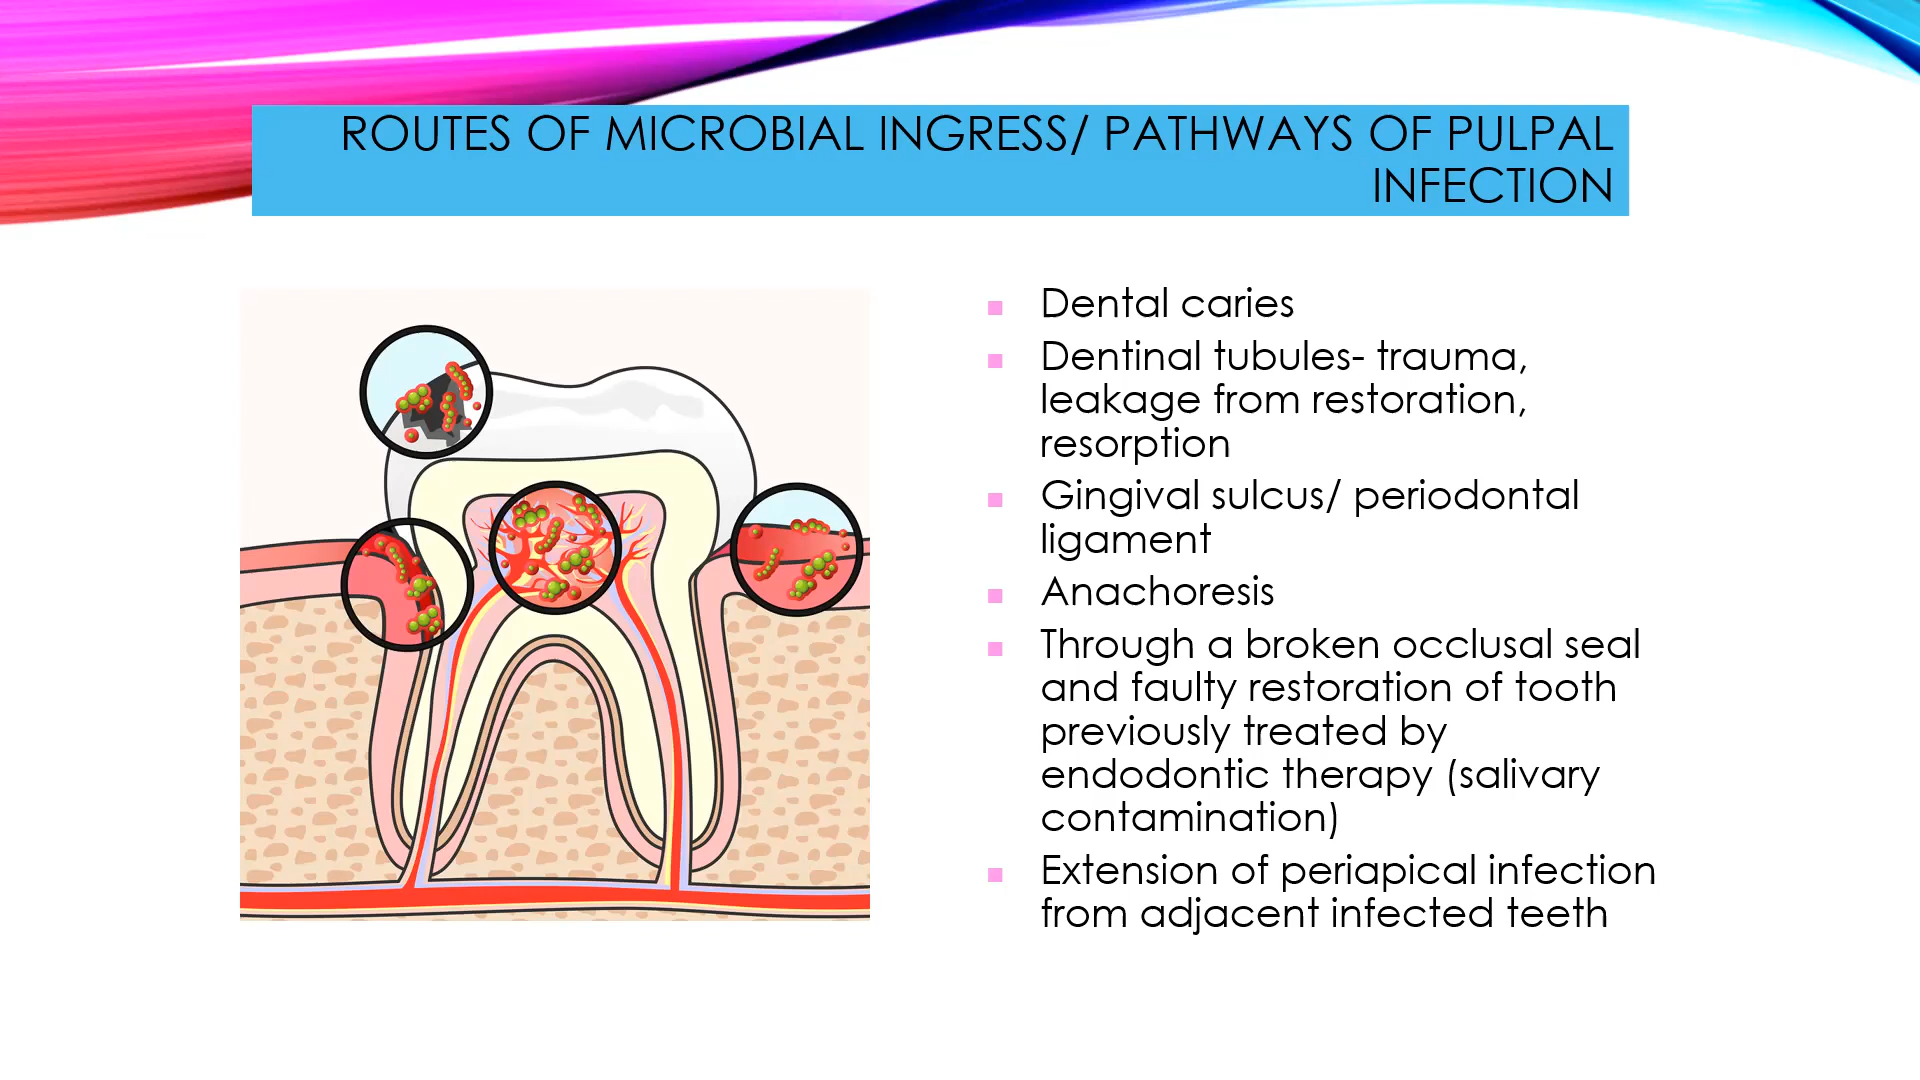 ROUTES OF MICROBIAL INGRESS/ PATHWAYS OF PULPAL
INFECTION
Dental caries
Dentinal tubules- trauma,
leakage from restoration,
resorption
Gingival sulcus/ periodontal
ligament
Anachoresis
Through a broken occlusal seal
and faulty restoration of tooth
previously treated by
endodontic therapy (salivary
contamination)
Extension of periapical infection
from adjacent infected teeth